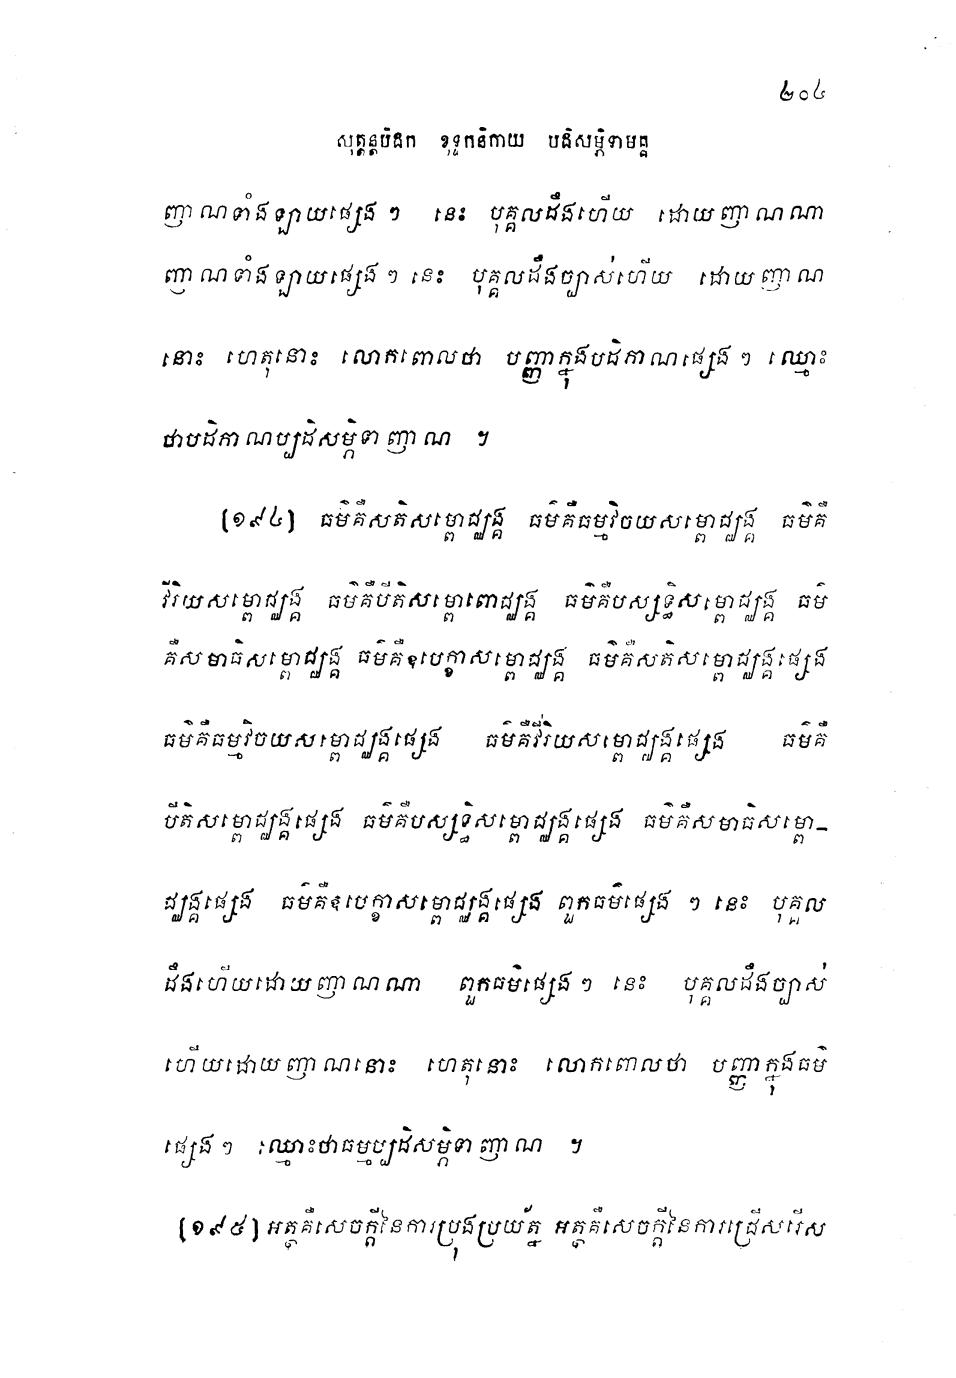 ២០៤
សុត្តន្តបិដក ខុទ្ទកនិកាយ បដិសម្ភិទាមគ្គ
ញាណទាំងឡាយផ្សេងៗ នេះ បុគ្គលដឹងហើយ ដោយញាណណា
ញាណទាំងឡាយផ្សេងៗ នេះ បុគ្គលដឹងច្បាស់ហើយ ដោយញាណ
នោះ ហេតុនោះ លោកពោលថា បញ្ញាក្នុងបដិភាណផ្សេងៗ ឈ្មោះ
ថាបដិភាណប្បដិសម្ភិទាញាណ ។
[១៩៤] ធម៌គឺសតិសម្ពោជ្ឈង្គ ធម៌គឺធម្មវិចយសម្ពោជ្ឈង្គ ធម៌គឺ
វីរិយសម្ពោជ្ឈង្គ ធម៌គឺបីតិសម្ពោពោជ្ឈង្គ ធម៌គឺបស្សទ្ធិសម្ពោជ្ឈង្គ ធម៌
គឺសមាធិសម្ពោជ្ឈង្គ ធម៌គឺឧបេក្ខាសម្ពោជ្ឈង្គ ធម៌គឺសតិសម្ពោជ្ឈង្គផ្សេង
ធម៌គឺធម្មវិចយសម្ពោជ្ឈង្គផ្សេង ធម៌គឺវីរិយសម្ពោជ្ឈង្គផ្សេង ធម៌គឺ
បីតិសម្ពោជ្ឈង្គផ្សេង ធម៌គឺបស្សទ្ធិសម្ពោជ្ឈង្គផ្សេង ធម៌គឺសមាធិសម្ពោ-
ជ្ឈង្គផ្សេង ធម៌គឺឧបេក្ខាសម្ពោជ្ឈង្គផ្សេង ពួកធម៌ផ្សេង ៗ នេះ បុគ្គល
ដឹងហើយដោយញាណណា ពួកធម៌ផ្សេងៗ នេះ បុគ្គលដឹងច្បាស់
ហើយដោយញាណនោះ ហេតុនោះ លោកពោលថា បញ្ញាក្នុងធម៌
ផ្សេងៗ ឈ្មោះថាធម្មប្បដិសម្ភិទាញាណ ។
[១៩៥] អត្ថគឺសេចក្តីនៃការប្រុងប្រយ័ត្ន អត្ថគឺសេចក្តីនៃការជ្រើសរើស